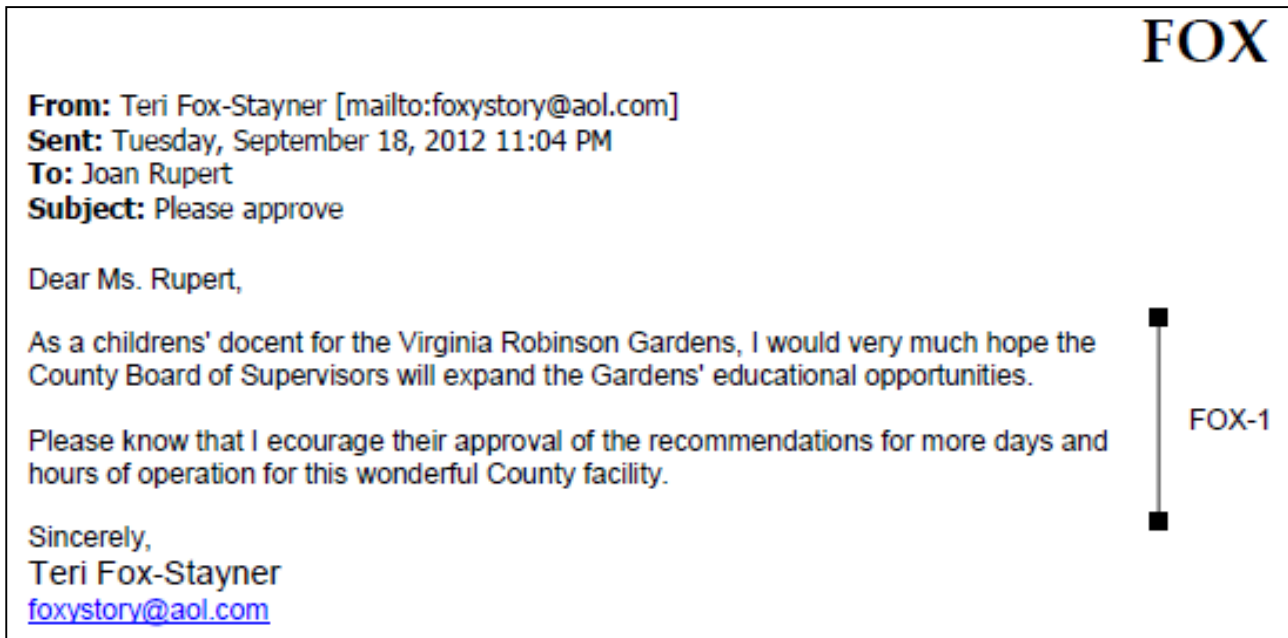 FOX
From: Teri Fox-Stayner [mailto:foxystory@aol.com]
Sent: Tuesday, September 18, 2012 11:04 PM
To: Joan Rupert
Subject: Please approve
Dear Ms. Rupert,
As a childrens' docent for the Virginia Robinson Gardens, I would very much hope the
County Board of Supervisors will expand the Gardens' educational opportunities.
Please know that I ecourage their approval of the recommendations for more days and
hours of operation for this wonderful County facility.
FOX-1
Sincerely,
Teri Fox-Stayner
foxystory@aol.com